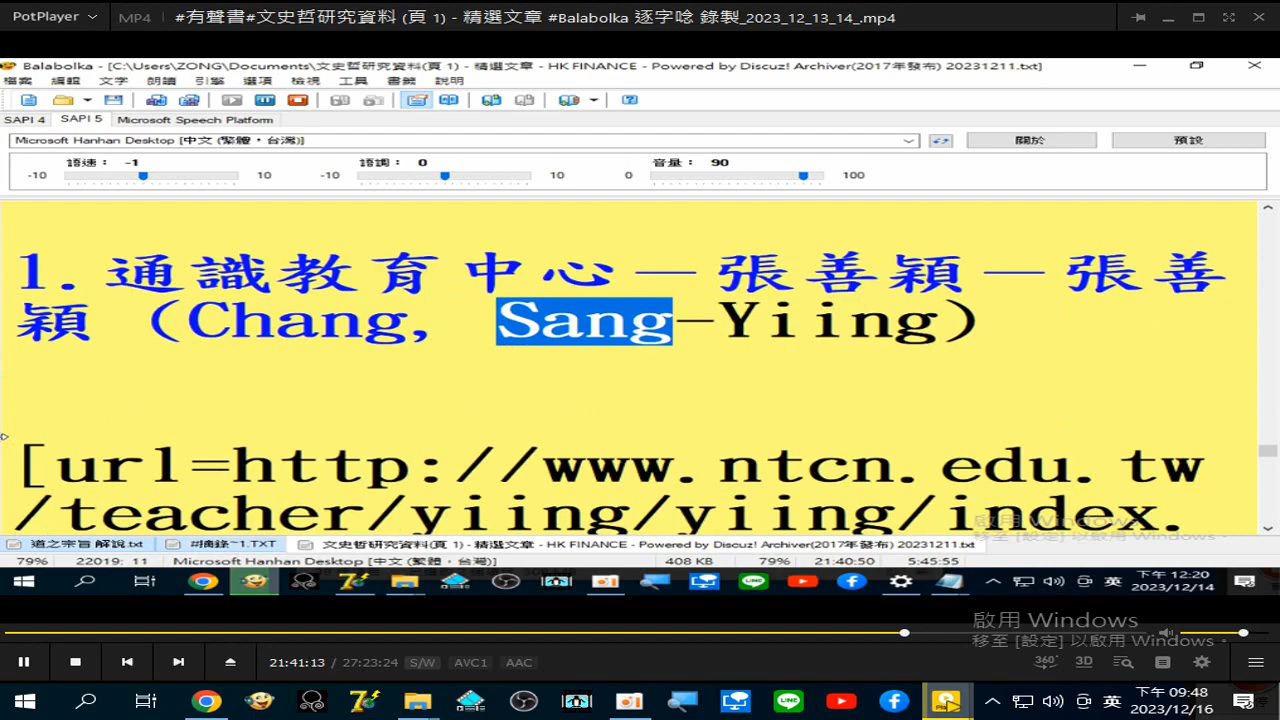 PotPlayer MP4 #有聲書#文史哲研究資料 (頁 1) - 精選文章 #Balabolka 逐字唸 錄製_2023_12_13_14_.mp4
Balabolka - [C:\Users\ZONG\Documents\文史哲研究資料(頁 1) - 精選文章 - HK FINANCE - Powered by Discuz! Archiver(2017年發布) 20231211.txt]
檔案 編輯 文字 朗讀 引擎 選項 檢視 工具 書籤 說明
SAPI 4 SAPI 5 Microsoft Speech Platform
Microsoft Hanhan Desktop [中文 (繁體，台灣)] 關於 預設
語速： -1 語調： 0 音量： 90
-10 10 -10 10 0 100
1.通識教育中心－張善穎－張善
穎（Chang, Sang-Yiing）
[url=http://www.ntcn.edu.tw
/teacher/yiing/yiing/index.
啟用 Windows
移至 [設定] 以啟用 Windows。
道之宗旨 解說.txt #摘錄~1.TXT 文史哲研究資料(頁 1) - 精選文章 - HK FINANCE - Powered by Discuz! Archiver(2017年發布) 20231211.txt
79% 22019: 11 Microsoft Hanhan Desktop [中文 (繁體，台灣)] 408 KB 79% 21:40:50 5:45:55
英 下午 12:20
2023/12/14
啟用 Windows
移至 [設定] 以啟用 Windows。
21:41:13 / 27:23:24 S/W AVC1 AAC 360° 3D
英 下午 09:48
2023/12/16